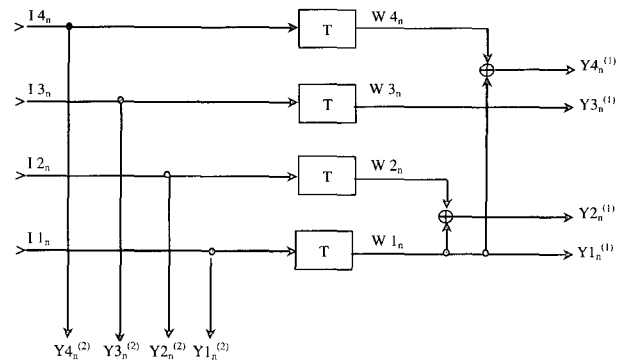 I 4ₙ T W 4ₙ
Y4ₙ⁽¹⁾
I 3ₙ T W 3ₙ Y3ₙ⁽¹⁾
I 2ₙ T W 2ₙ
Y2ₙ⁽¹⁾
I 1ₙ T W 1ₙ Y1ₙ⁽¹⁾
Y4ₙ⁽²⁾ Y3ₙ⁽²⁾ Y2ₙ⁽²⁾ Y1ₙ⁽²⁾